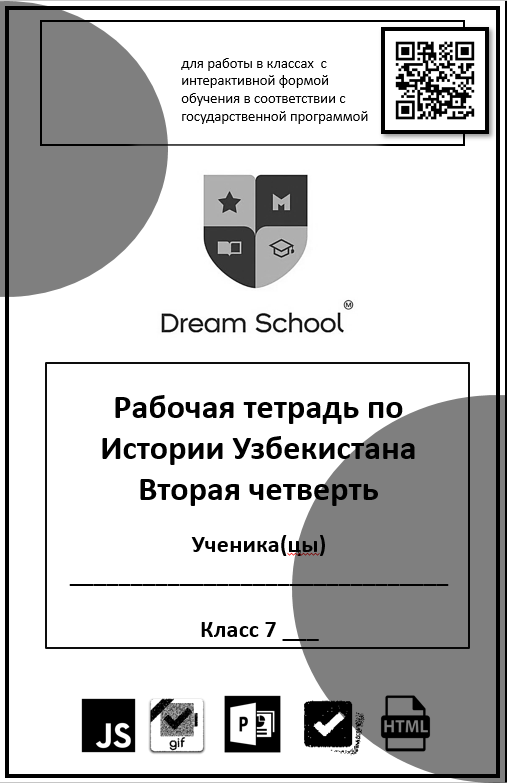 для работы в классах с
интерактивной формой
обучения в соответствии с
государственной программой
M
M
Dream School
Рабочая тетрадь по
Истории Узбекистана
Вторая четверть
Ученика(цы)
_________________________________
Класс 7 ___
JS
gif
P
HTML